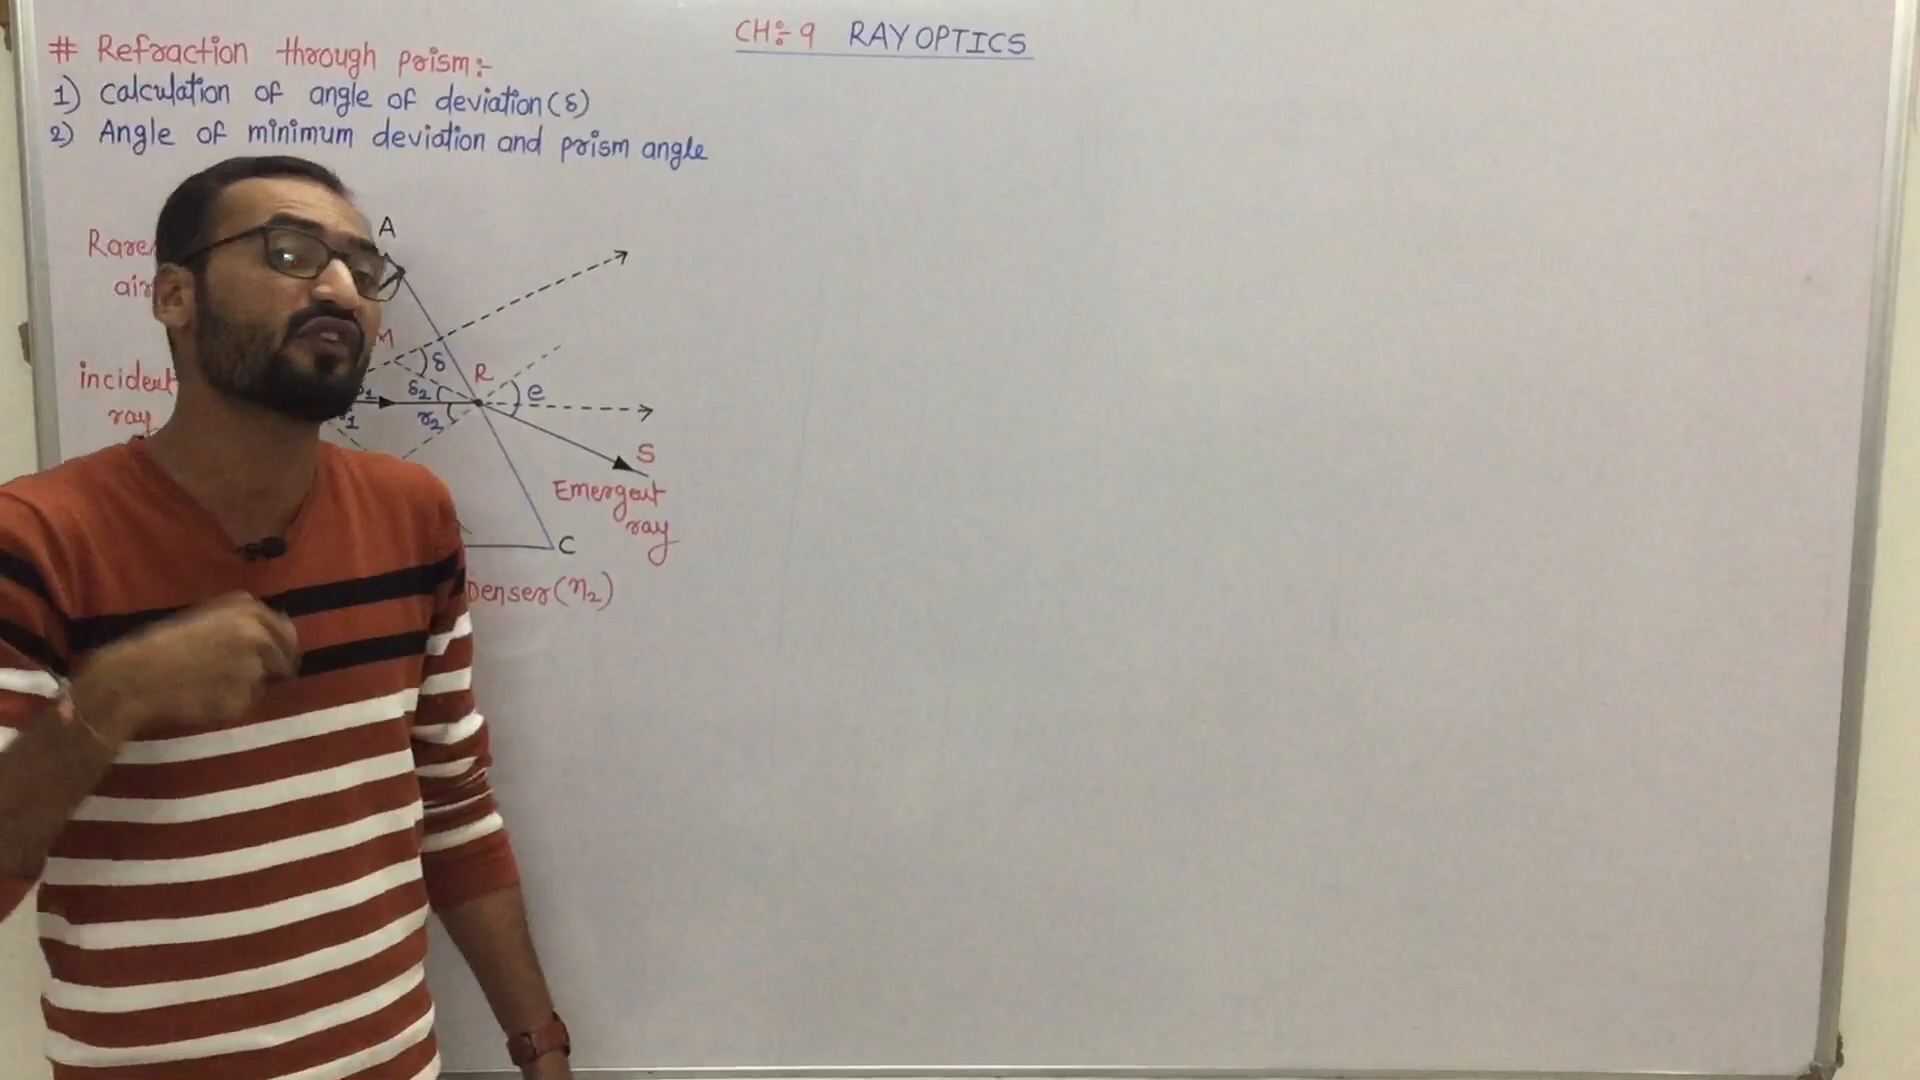 CH:- 9 RAY OPTICS
# Refraction through prism:-
1) Calculation of angle of deviation (δ)
2) Angle of minimum deviation and prism angle
A
air
M
δ
R
incident
δ2
e
ray
r2
S
Emergent
ray
C
Denser (n2)